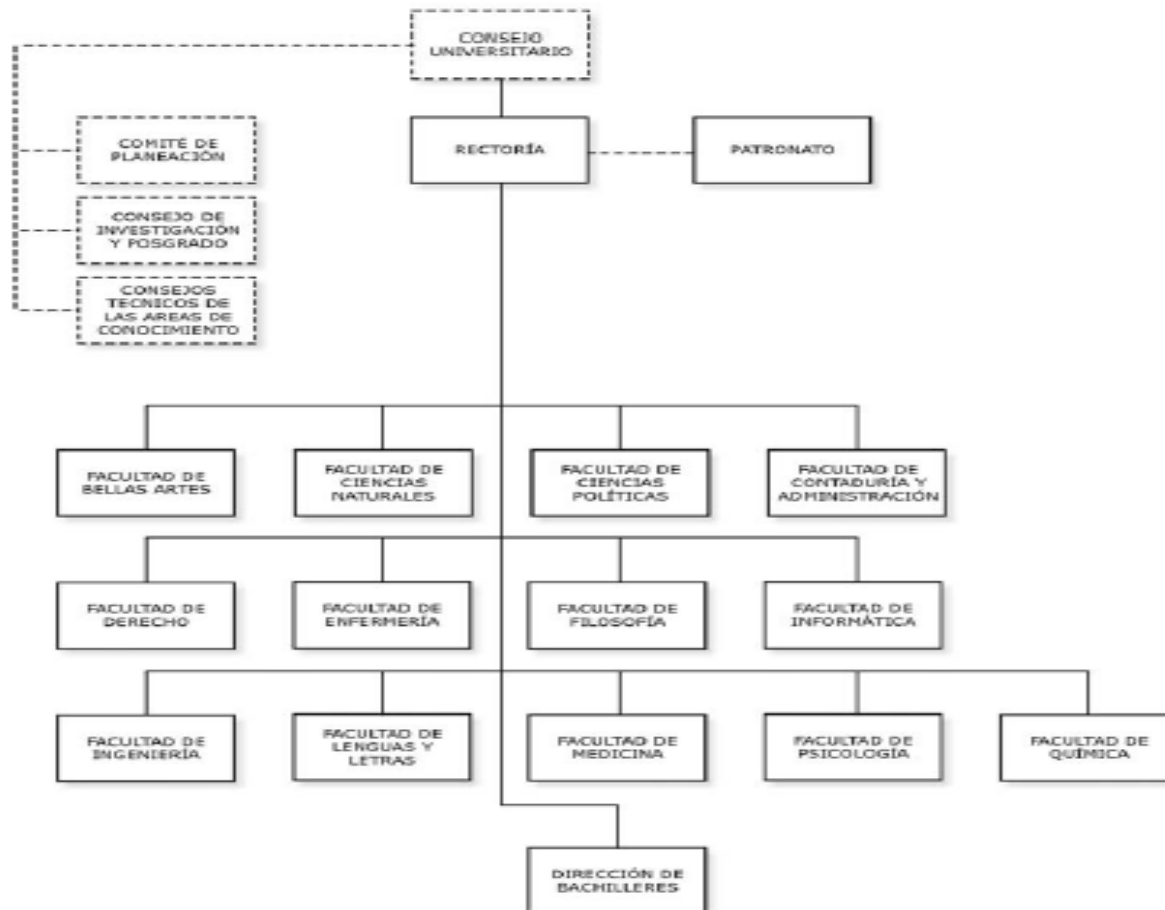 CONSEJO
UNIVERSITARIO
COMITÉ DE
PLANEACIÓN
RECTORÍA
PATRONATO
CONSEJO DE
INVESTIGACIÓN
Y POSGRADO
CONSEJOS
TECNICOS DE
LAS AREAS DE
CONOCIMIENTO
FACULTAD DE
BELLAS ARTES
FACULTAD DE
CIENCIAS
NATURALES
FACULTAD DE
CIENCIAS
POLÍTICAS
FACULTAD DE
CONTADURÍA Y
ADMINISTRACIÓN
FACULTAD DE
DERECHO
FACULTAD DE
ENFERMERÍA
FACULTAD DE
FILOSOFÍA
FACULTAD DE
INFORMÁTICA
FACULTAD DE
INGENIERÍA
FACULTAD DE
LENGUAS Y
LETRAS
FACULTAD DE
MEDICINA
FACULTAD DE
PSICOLOGÍA
FACULTAD DE
QUÍMICA
DIRECCIÓN DE
BACHILLERES